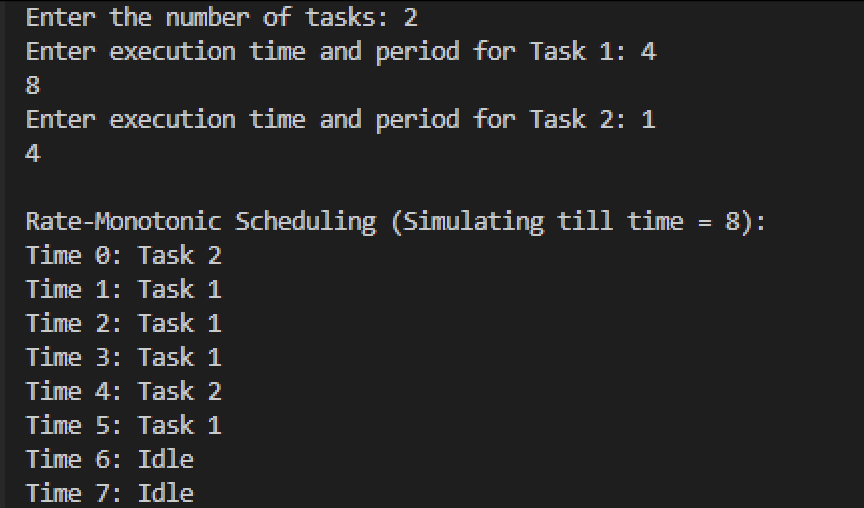 Enter the number of tasks: 2
Enter execution time and period for Task 1: 4
8
Enter execution time and period for Task 2: 1
4
Rate-Monotonic Scheduling (Simulating till time = 8):
Time 0: Task 2
Time 1: Task 1
Time 2: Task 1
Time 3: Task 1
Time 4: Task 2
Time 5: Task 1
Time 6: Idle
Time 7: Idle